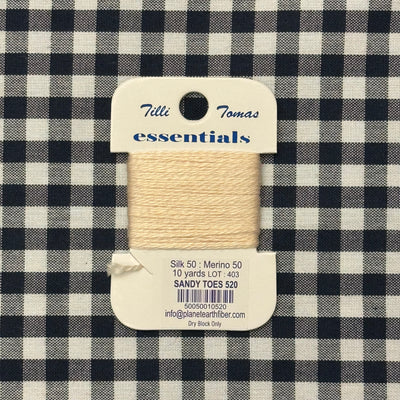 Tilli Tomas
essentials
Silk 50 : Merino 50
10 yards LOT : 403
SANDY TOES 520
50050010520
info@planetearthfiber.com
Dry Block Only